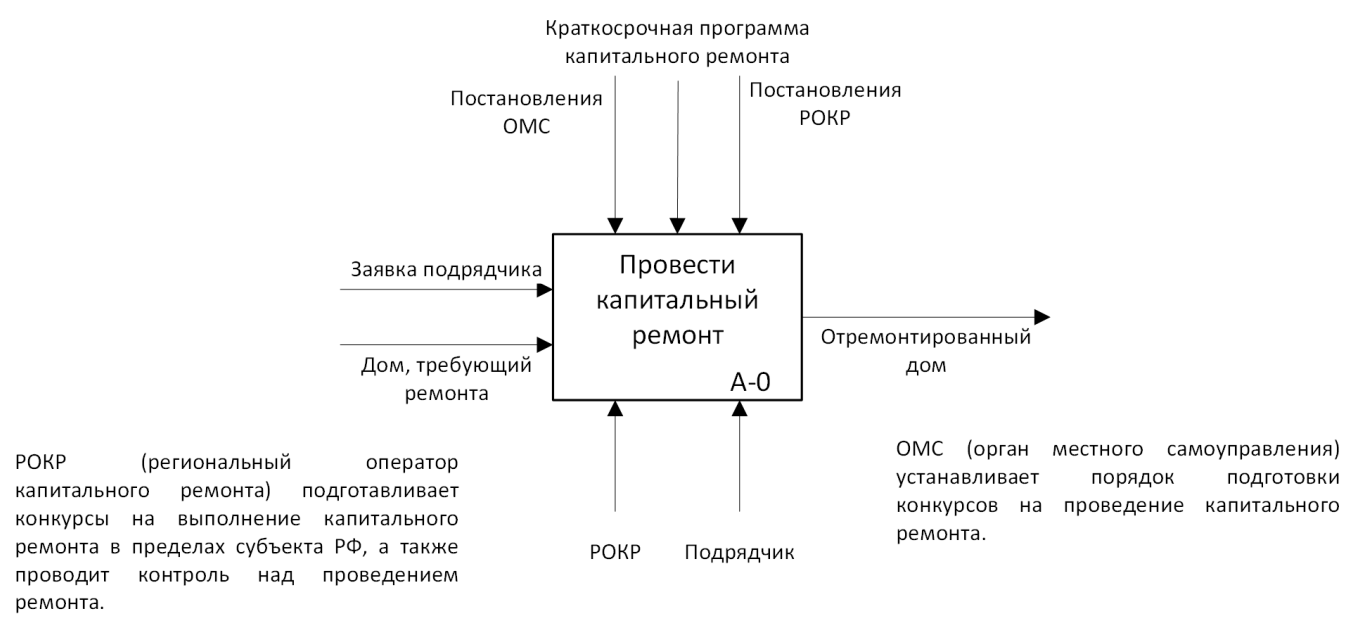 Краткосрочная программа
капитального ремонта
Постановления
ОМС
Постановления
РОКР
Заявка подрядчика
Дом, требующий
ремонта
Провести
капитальный
ремонт
А-0
Отремонтированный
дом
РОКР (региональный оператор
капитального ремонта) подготавливает
конкурсы на выполнение капитального
ремонта в пределах субъекта РФ, а также
проводит контроль над проведением
ремонта.
РОКР
Подрядчик
ОМС (орган местного самоуправления)
устанавливает порядок подготовки
конкурсов на проведение капитального
ремонта.